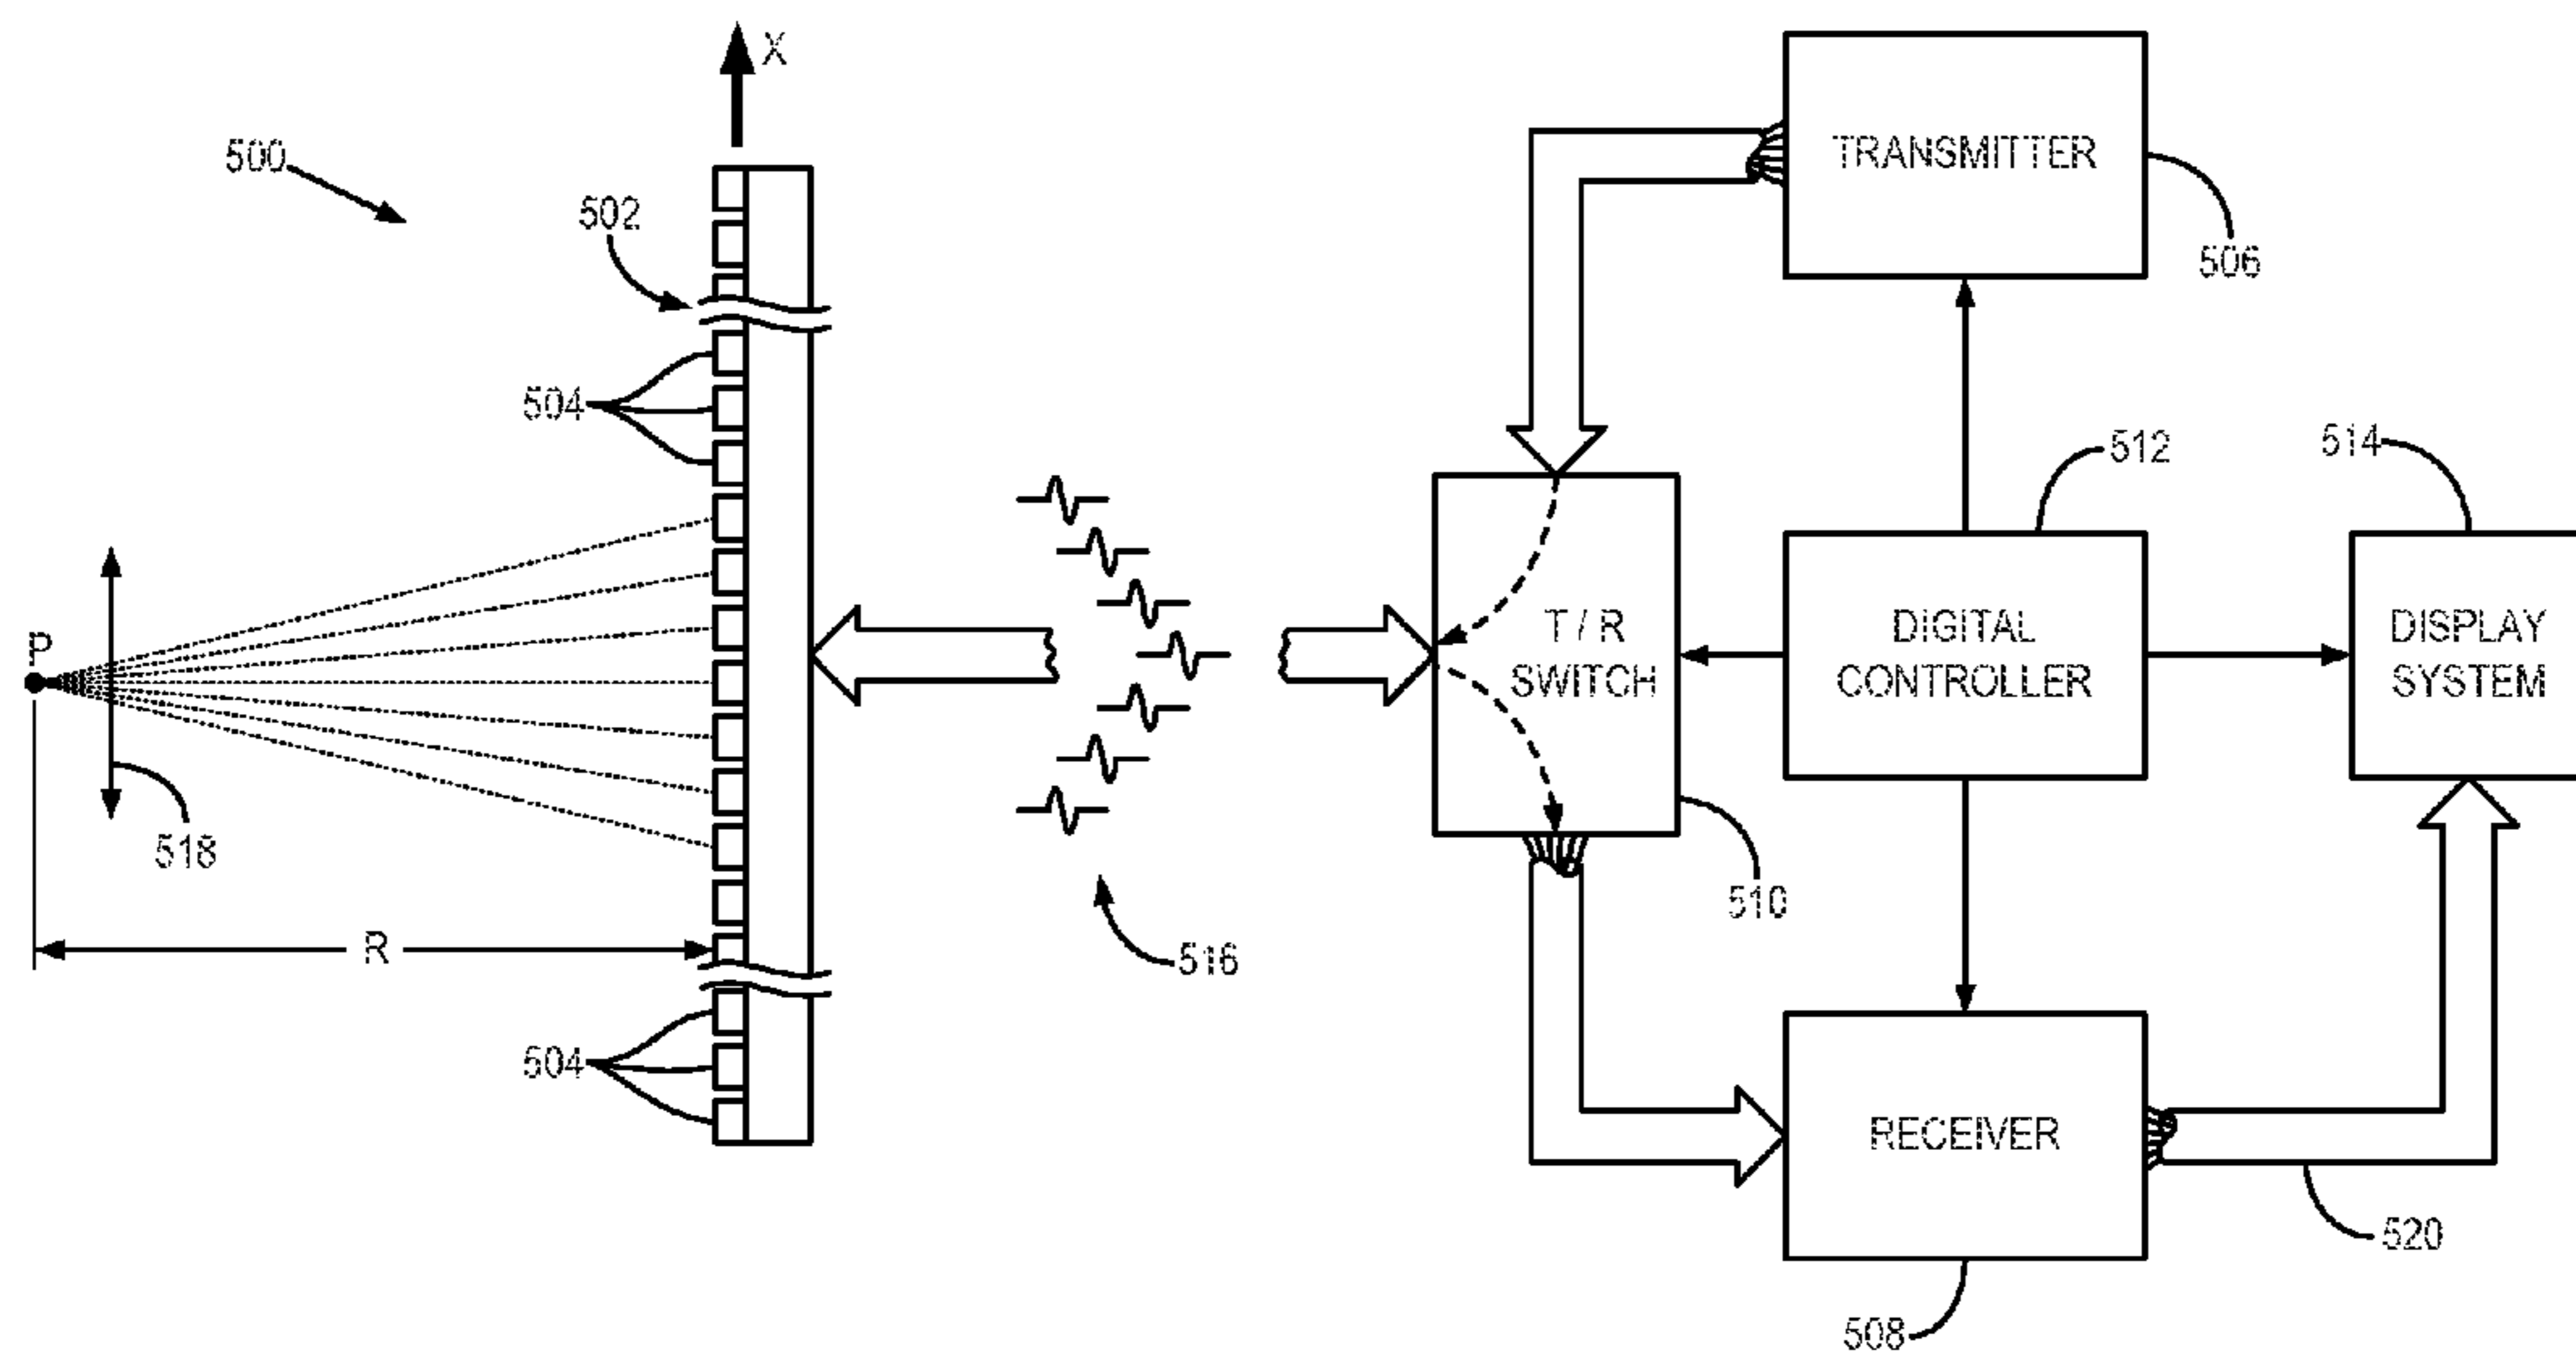 X
500
TRANSMITTER
502
506
504
512
514
P
T / R
SWITCH
DIGITAL
CONTROLLER
DISPLAY
SYSTEM
518
510
R
516
504
RECEIVER
520
508